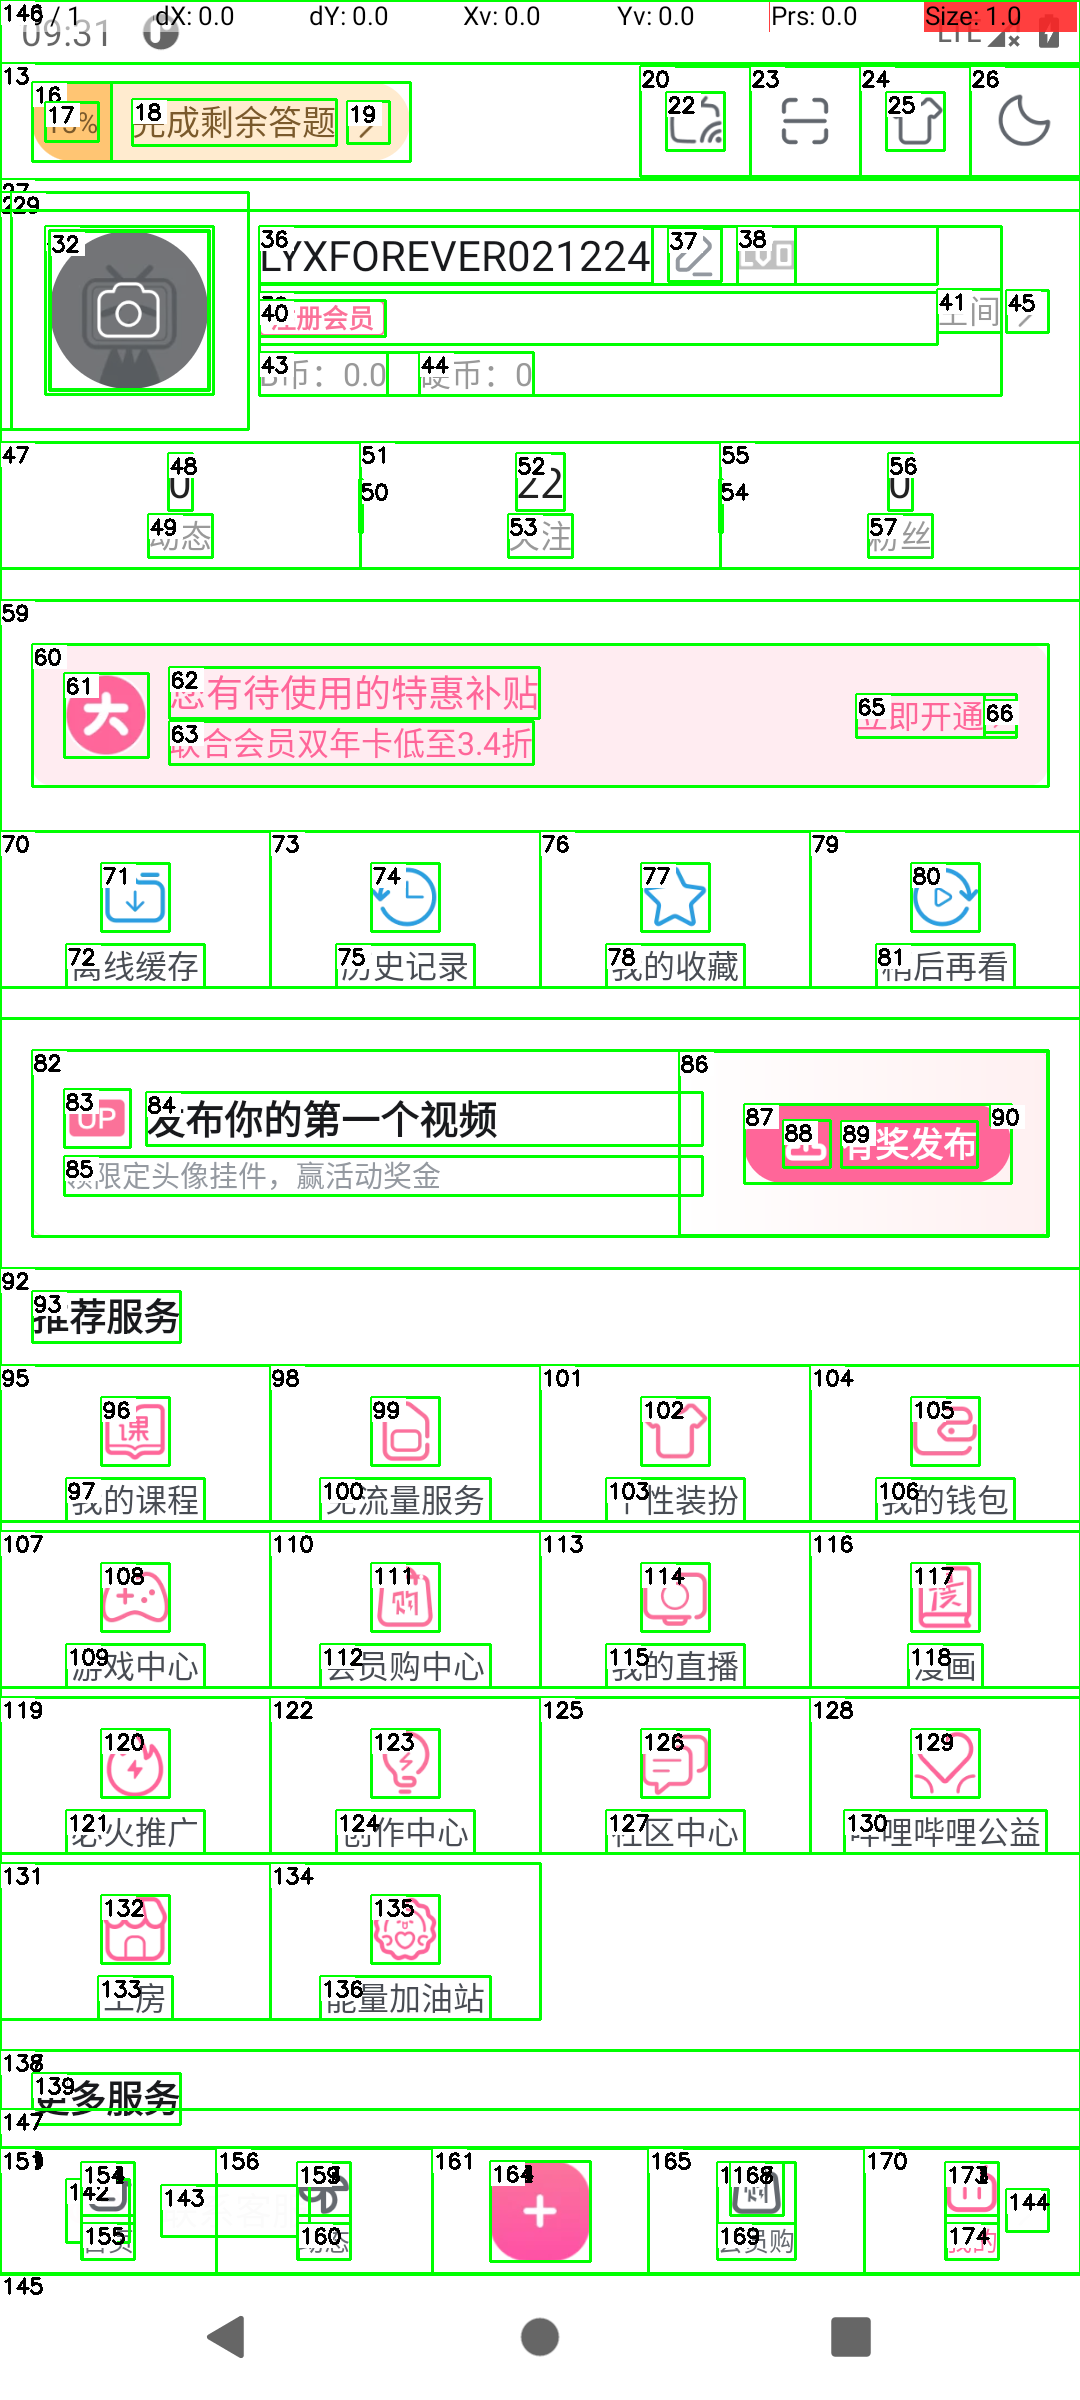 / 1 dX: 0.0 dY: 0.0 Xv: 0.0 Yv: 0.0 Prs: 0.0 Size: 1.0
09:31 LTE
146
13 16 17 18 19 20 22 23 24 25 26
成剩余答题
27 229
32 36 37 38
LYXFOREVER021224
40 41 45
册会员
43 44
币：0.0 币：0
47 48 50 51 52 54 55 56
0 22 0
49 53 57
动态 关注 粉丝
59
60 61 62 65 66
您有待使用的特惠补贴
立即开通
63
联合会员双年卡低至3.4折
70 71 73 74 76 77 79 80
72 75 78 81
离线缓存 历史记录 我的收藏 稍后再看
82 83 84 86 87 88 89 90
UP 发布你的第一个视频
有奖发布
85
限定头像挂件，赢活动奖金
92
93
推荐服务
95 96 98 99 101 102 104 105
课
97 100 103 106
我的课程 流量服务 性装扮 我的钱包
107 108 110 111 113 114 116 117
购
109 112 115 118
游戏中心 会员购中心 我的直播 漫画
119 120 122 123 125 126 128 129
121 124 127 130
必火推广 创作中心 社区中心 哔哩哔哩公益
131 132 134 135
133 136
工房 能量加油站
138
139
更多服务
147
151 154 156 159 161 164 165 168 170 173
142 143 144
155 160 169 174
首页 动态 会员购 我的
145